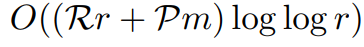 O((ℛr + 𝒫m) log log r)